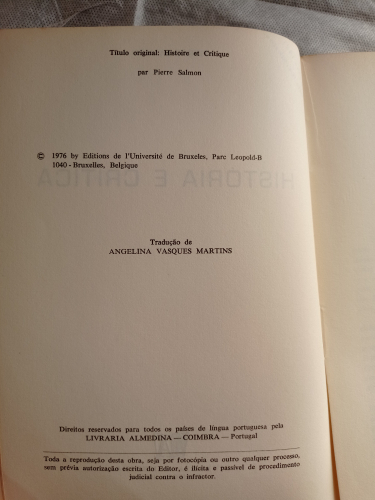 Título original: Histoire et Critique
por Pierre Salmon
© 1976 by Editions de l'Université de Bruxeles, Parc Leopold-B
1040 - Bruxelles, Belgique
HISTÓRIA E CRÍTICA
Tradução de
ANGELINA VASQUES MARTINS
Direitos reservados para todos os países de língua portuguesa pela
LIVRARIA ALMEDINA — COIMBRA — Portugal
Toda a reprodução desta obra, seja por fotocópia ou outro qualquer processo,
sem prévia autorização escrita do Editor, é ilícita e passível de procedimento
judicial contra o infractor.